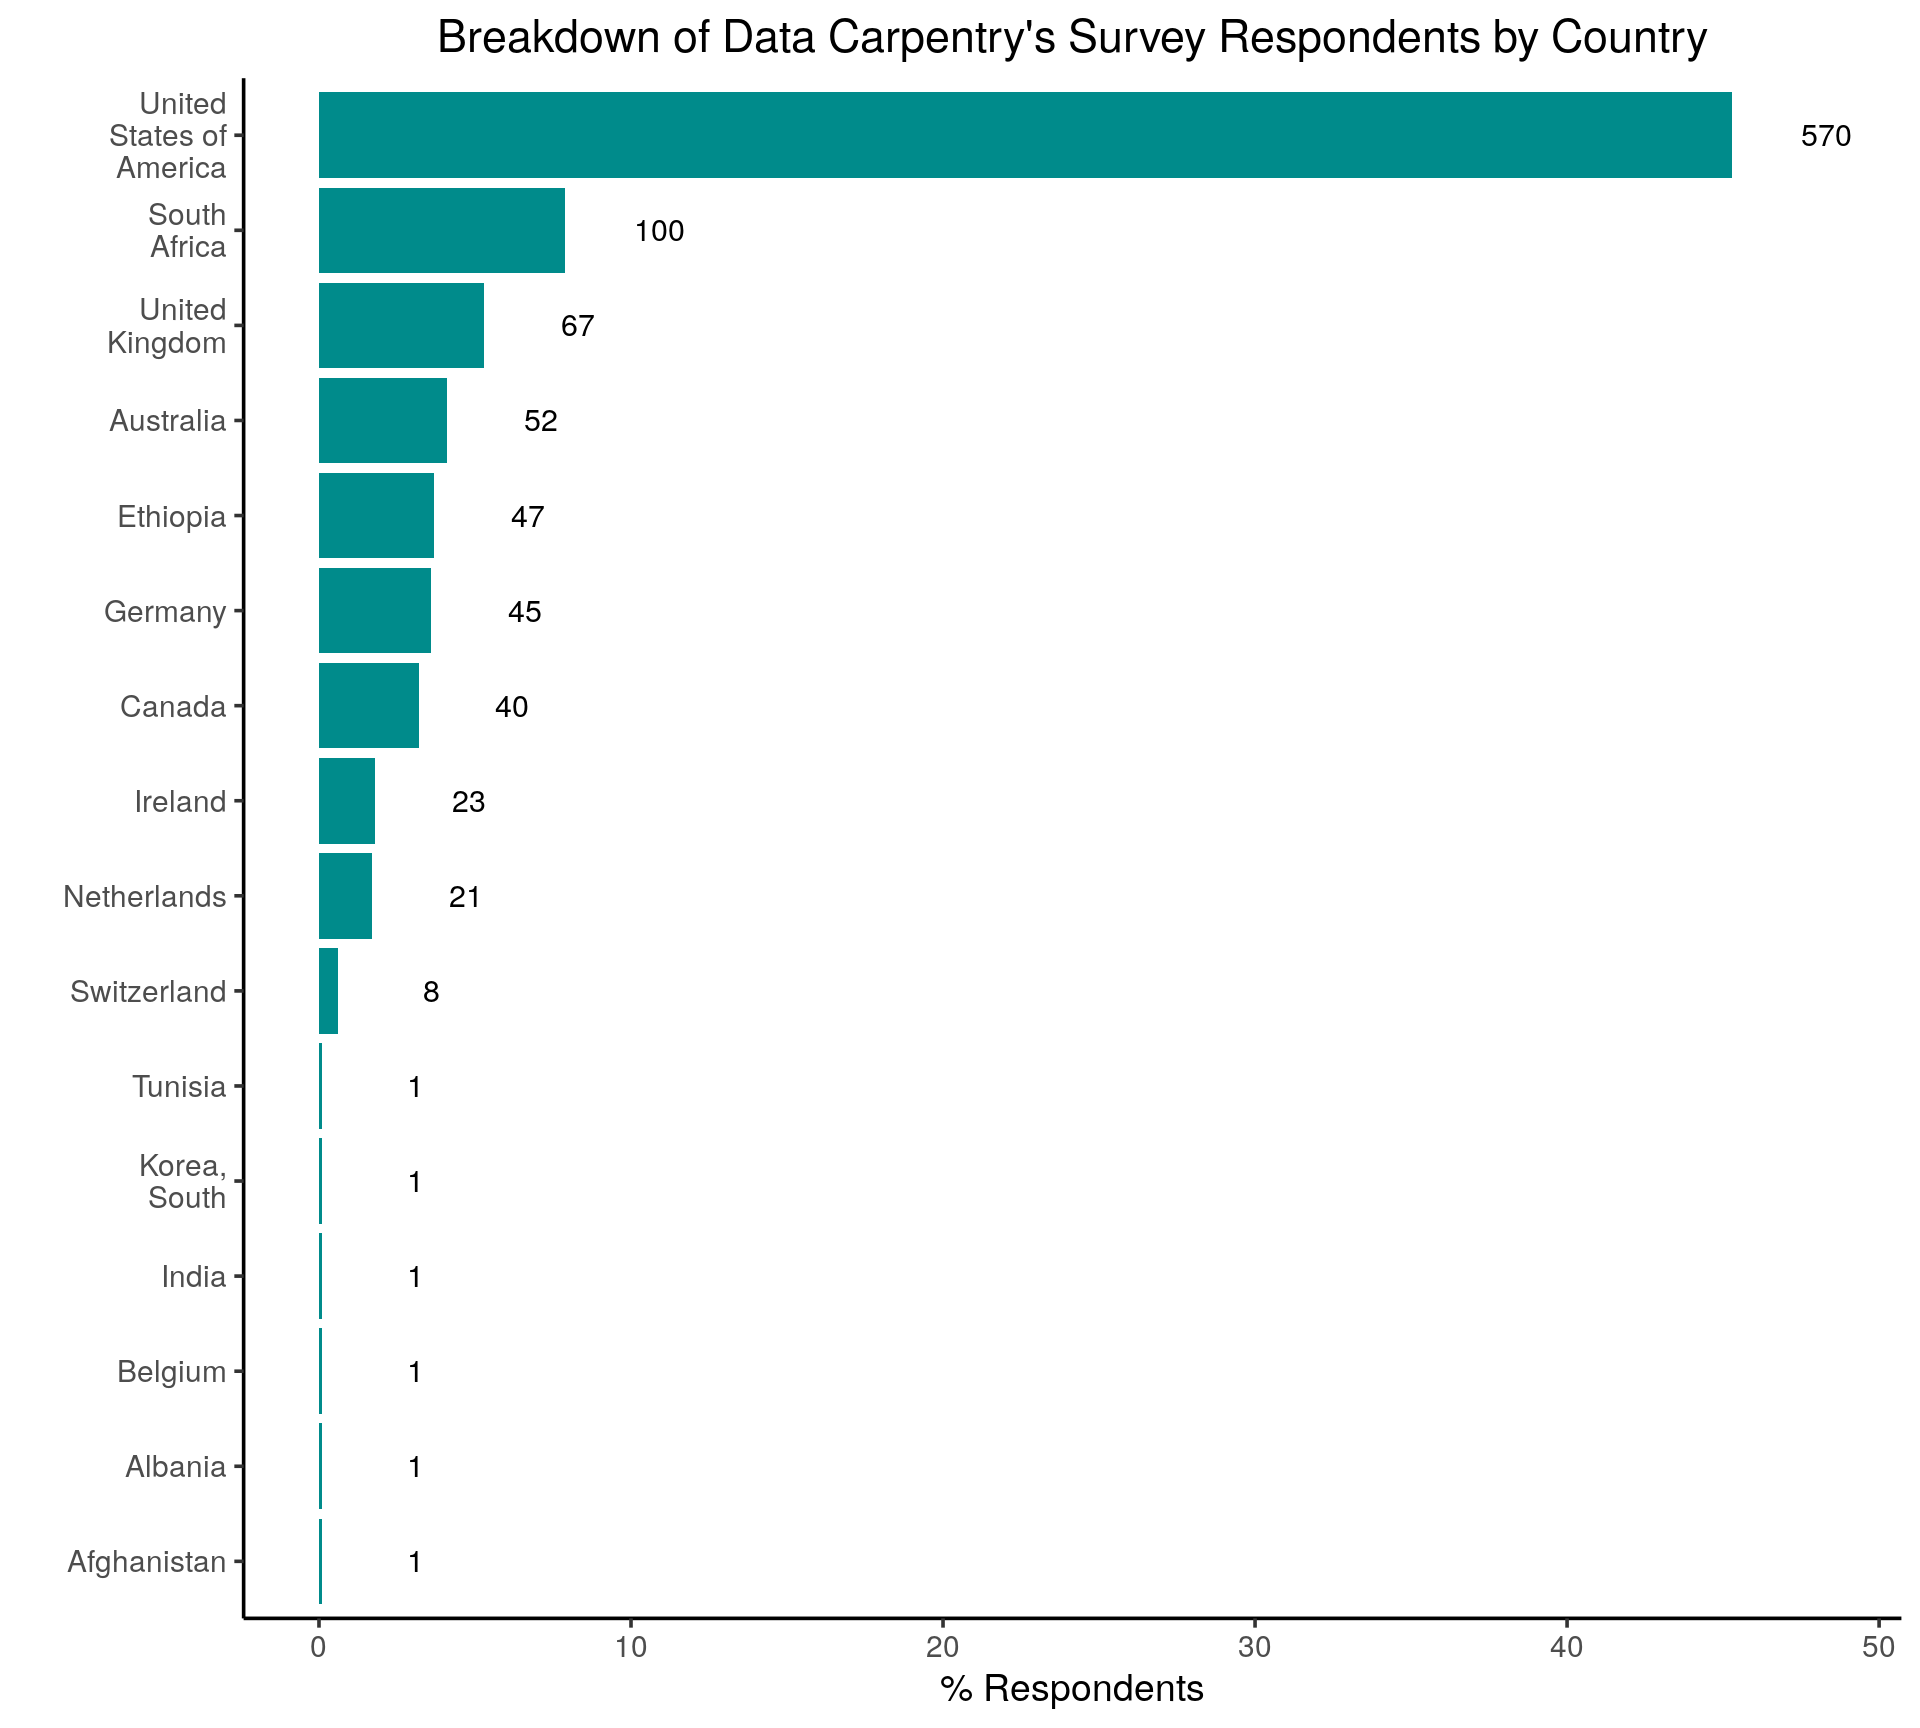 Breakdown of Data Carpentry's Survey Respondents by Country
United
States of
America
570
South
Africa
100
United
Kingdom
67
Australia
52
Ethiopia
47
Germany
45
Canada
40
Ireland
23
Netherlands
21
Switzerland
8
Tunisia
1
Korea,
South
1
India
1
Belgium
1
Albania
1
Afghanistan
1
0 10 20 30 40 50
% Respondents